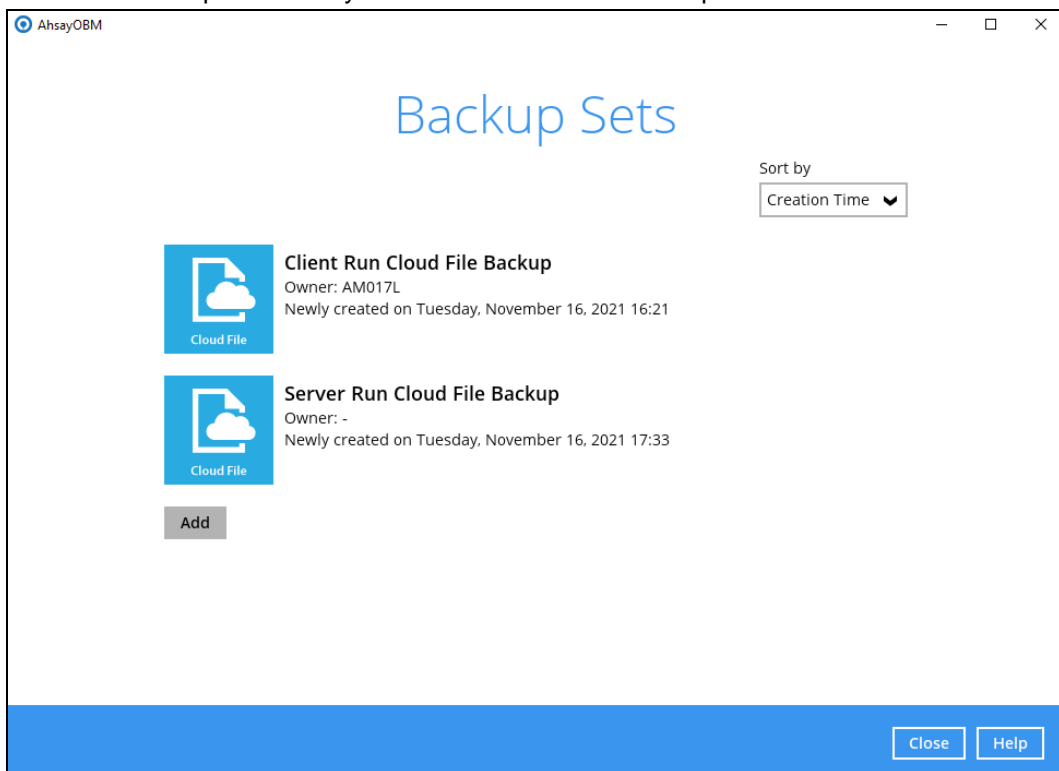 AhsayOBM
Backup Sets
Sort by
Creation Time
Client Run Cloud File Backup
Owner: AM017L
Newly created on Tuesday, November 16, 2021 16:21
Cloud File
Server Run Cloud File Backup
Owner: -
Newly created on Tuesday, November 16, 2021 17:33
Cloud File
Add
Close Help